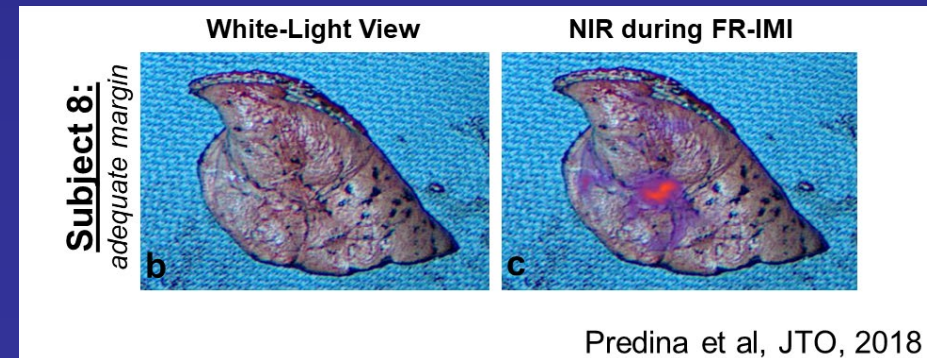 White-Light View
NIR during FR-IMI
Subject 8:
adequate margin
b
c
Predina et al, JTO, 2018